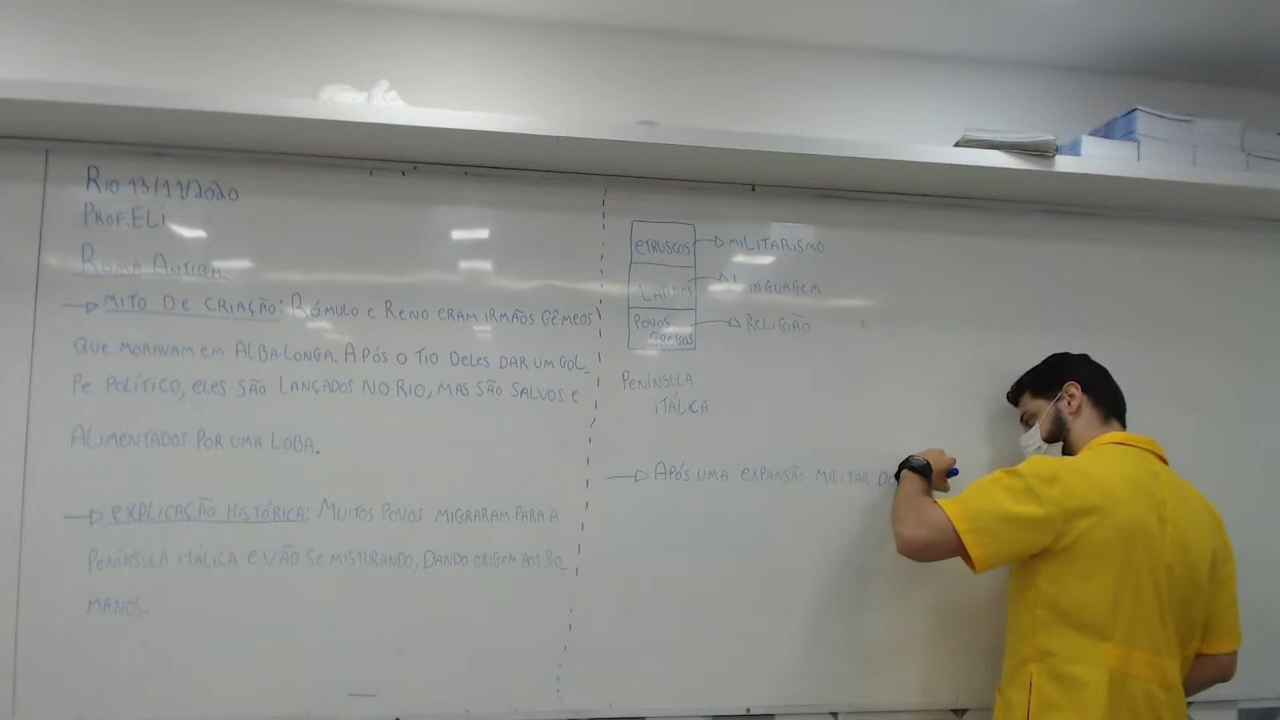 Rio 13/11/2020
PROF. ELI
ROMA ANTIGA
MITO DE CRIAÇÃO: RÔMULO E REMO ERAM IRMÃOS GÊMEOS
QUE MORAVAM EM ALBA-LONGA. APÓS O TIO DELES DAR UM GOL_
PE POLÍTICO, ELES SÃO LANÇADOS NO RIO, MAS SÃO SALVOS E
ALIMENTADOS POR UMA LOBA.
EXPLICAÇÃO HISTÓRICA: MUITOS POVOS MIGRARAM PARA A
PENÍNSULA ITÁLICA E VÃO SE MISTURANDO, DANDO ORIGEM AOS RO_
MANOS.
ETRUSCOS MILITARISMO
LATINOS LINGUAGEM
POVOS RELIGIÃO
GREGOS
PENÍNSULA
ITÁLICA
APÓS UMA EXPANSÃO MILITAR